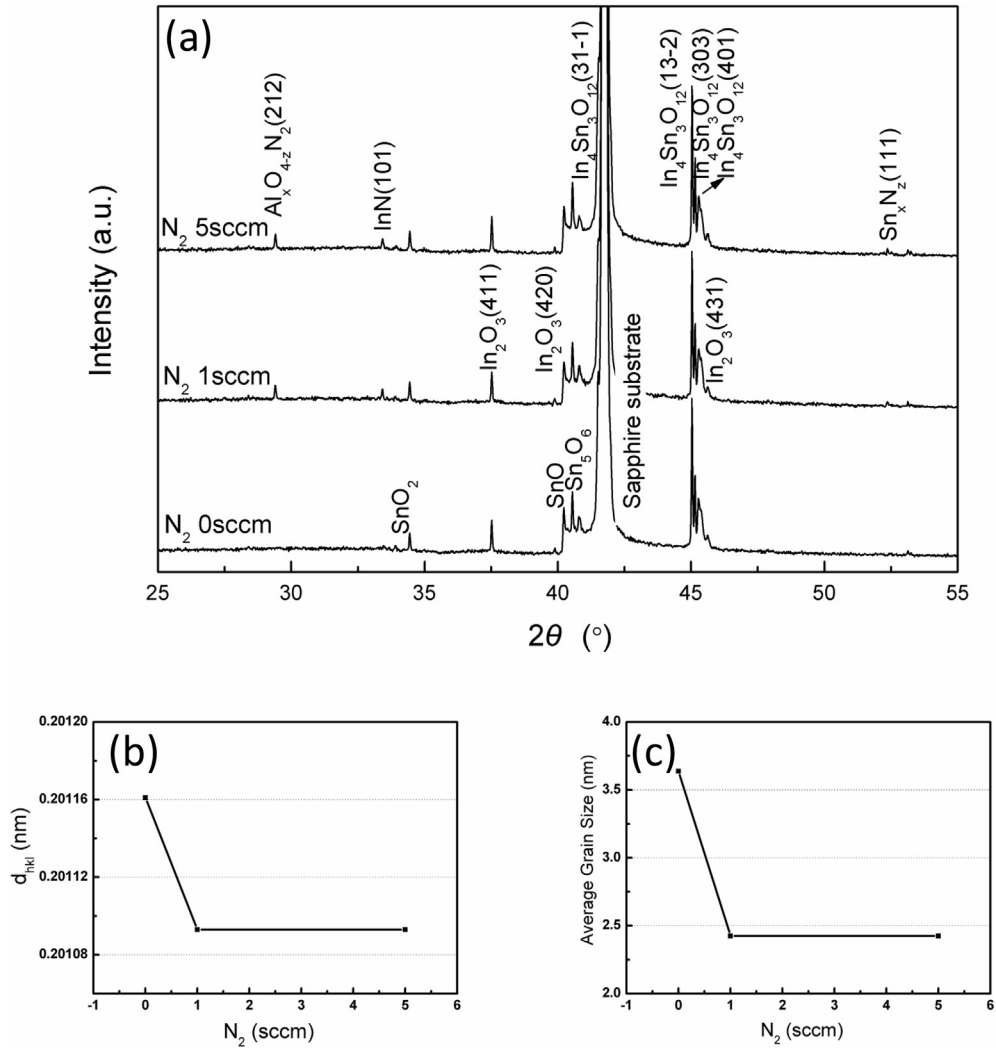 (a)
Intensity (a.u.)
AlₓO₄₋zN₂(212)
InN(101)
In₄Sn₃O₁₂(31-1)
In₄Sn₃O₁₂(13-2)
In₄Sn₃O₁₂(303)
In₄Sn₃O₁₂(401)
SnₓNz(111)
N₂ 5sccm
In₂O₃(411)
In₂O₃(420)
In₂O₃(431)
N₂ 1sccm
SnO₂
SnO
Sn₅O₆
Sapphire substrate
N₂ 0sccm
25 30 35 40 45 50 55
2θ (°)
(b)
dhkl (nm)
0.20120
0.20116
0.20112
0.20108
-1 0 1 2 3 4 5 6
N₂ (sccm)
(c)
Average Grain Size (nm)
4.0
3.5
3.0
2.5
2.0
-1 0 1 2 3 4 5 6
N₂ (sccm)